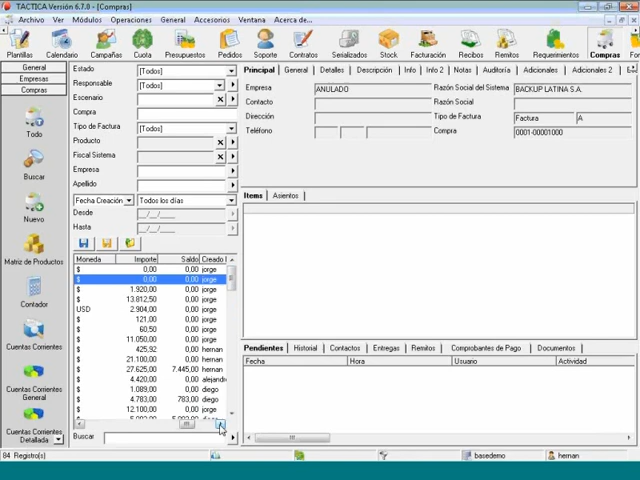 TACTICA Versión 6.7.0 - [Compras]
Archivo Ver Módulos Operaciones General Accesorios Ventana Acerca de...
Planillas Calendario Campañas Cuota Presupuestos Pedidos Soporte Contratos Serializados Stock Facturación Recibos Remitos Requerimientos Compras
General
Empresas
Compras
Todo
Buscar
Nuevo
Matriz de Productos
Contador
Cuentas Corrientes
Cuentas Corrientes
General
Cuentas Corrientes
Detallada
Estado [Todos]
Responsable [Todos]
Escenario
Compra
Tipo de Factura [Todos]
Producto
Fiscal Sistema
Empresa
Apellido
Fecha Creación Todos los días
Desde __/__/____
Hasta __/__/____
Moneda Importe Saldo Creado
$ 0,00 0,00 jorge
$ 0,00 0,00 jorge
$ 1.920,00 0,00 jorge
$ 13.812,50 0,00 jorge
USD 2.904,00 0,00 jorge
$ 121,00 0,00 jorge
$ 60,50 0,00 jorge
$ 11.050,00 0,00 jorge
$ 425,92 0,00 hernan
$ 21.100,00 0,00 hernan
$ 27.625,00 7.445,00 hernan
$ 4.420,00 0,00 alejandr
$ 1.089,00 0,00 diego
$ 4.783,00 783,00 diego
$ 12.100,00 0,00 jorge
Buscar
Principal General Detalles Descripción Info Info 2 Notas Auditoría Adicionales Adicionales 2
Empresa ANULADO Razón Social del Sistema BACKUP LATINA S.A.
Contacto Razón Social
Dirección Tipo de Factura Factura A
Teléfono Compra 0001-00001000
Items Asientos
Pendientes Historial Contactos Entregas Remitos Comprobantes de Pago Documentos
Fecha Hora Usuario Actividad
84 Registro(s) basedemo hernan